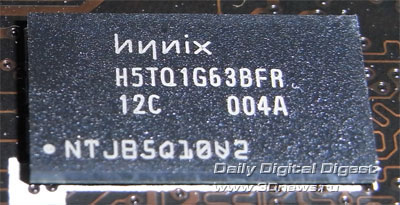 hynix
H5TQ1G63BFR
12C 004A
NTJB5Q10V2
Daily Digital Digest
www.3Dnews.ru